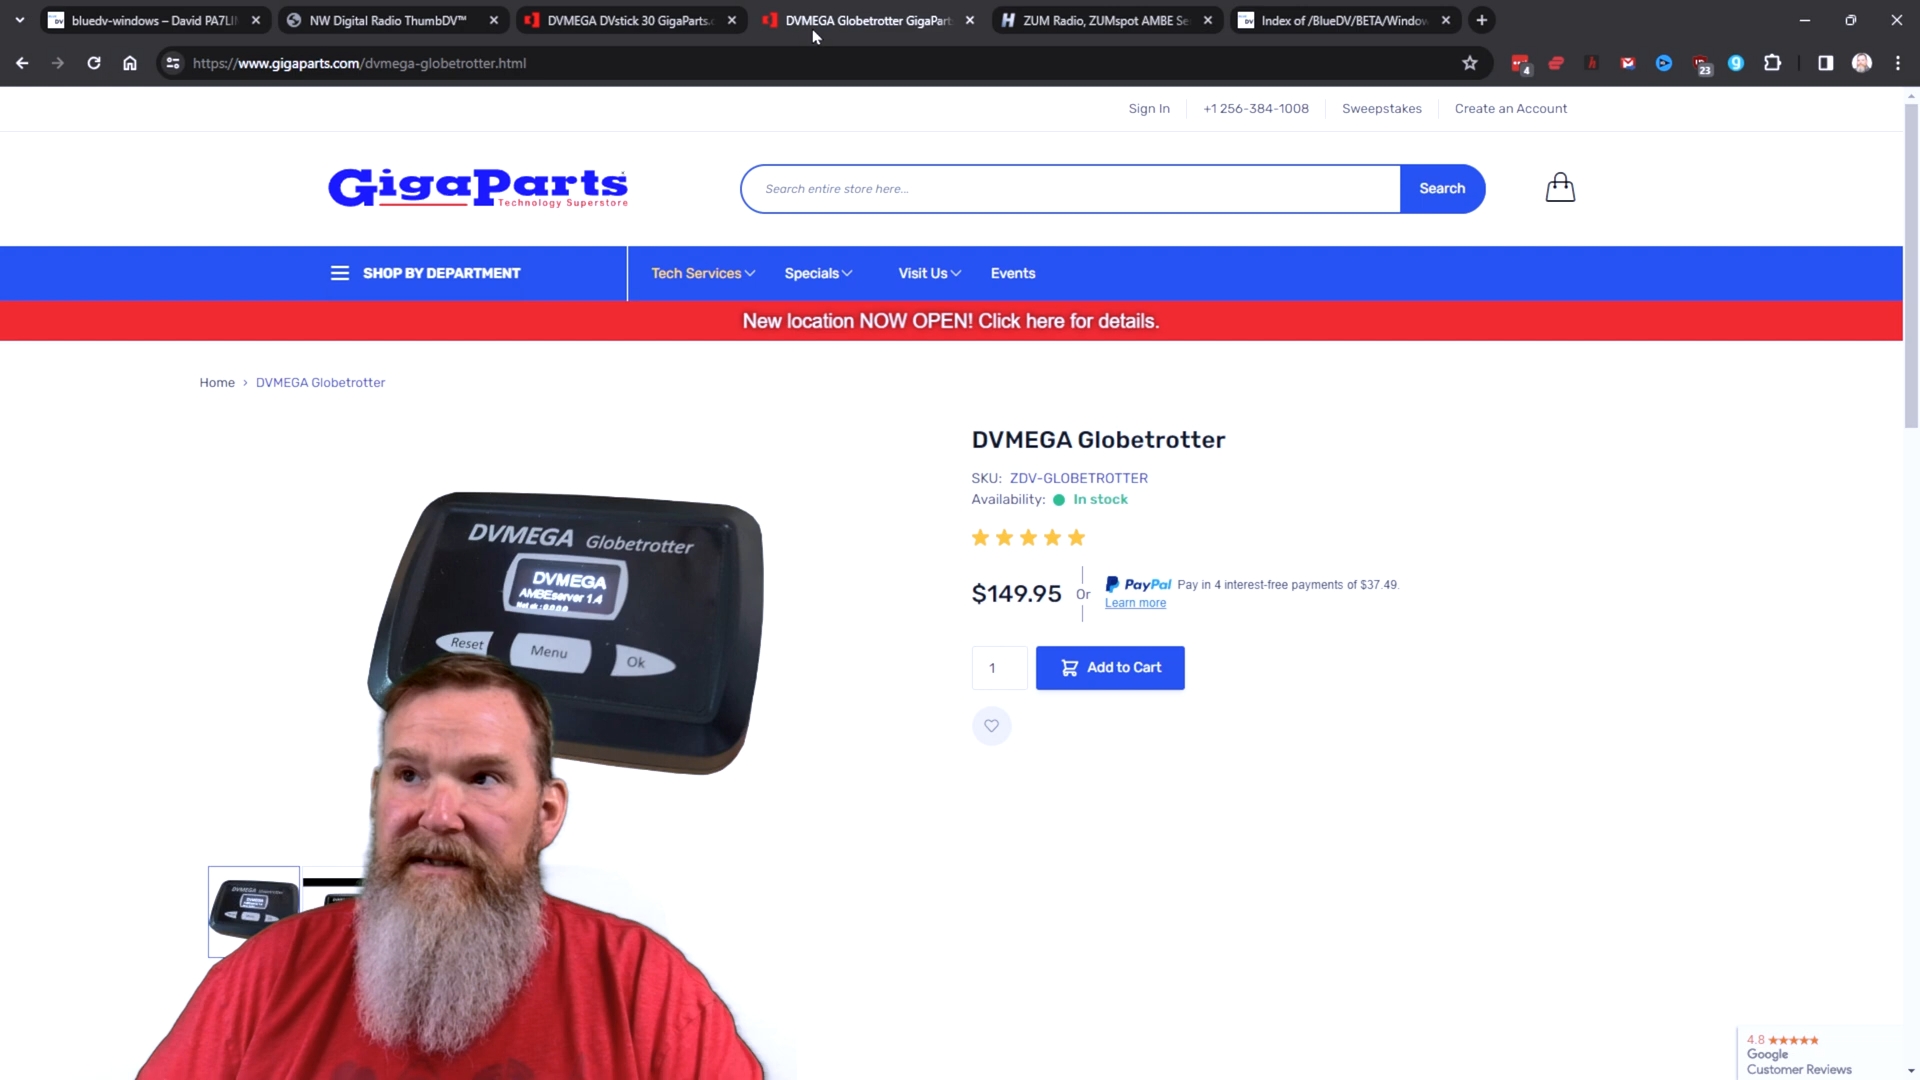 bluedv-windows – David PA7LI
NW Digital Radio ThumbDV™
DVMEGA DVstick 30 GigaParts.
DVMEGA Globetrotter GigaPart
ZUM Radio, ZUMspot AMBE Se
Index of /BlueDV/BETA/Window
https://www.gigaparts.com/dvmega-globetrotter.html
4
23
Sign In
+1 256-384-1008
Sweepstakes
Create an Account
GigaParts
Technology Superstore
Search entire store here...
Search
SHOP BY DEPARTMENT
Tech Services
Specials
Visit Us
Events
New location NOW OPEN! Click here for details.
Home › DVMEGA Globetrotter
DVMEGA Globetrotter
SKU: ZDV-GLOBETROTTER
Availability: In stock
$149.95
Or
PayPal Pay in 4 interest-free payments of $37.49.
Learn more
1
Add to Cart
DVMEGA Globetrotter
DVMEGA
AMBEserver 1.4
Reset
Menu
Ok
4.8
Google
Customer Reviews